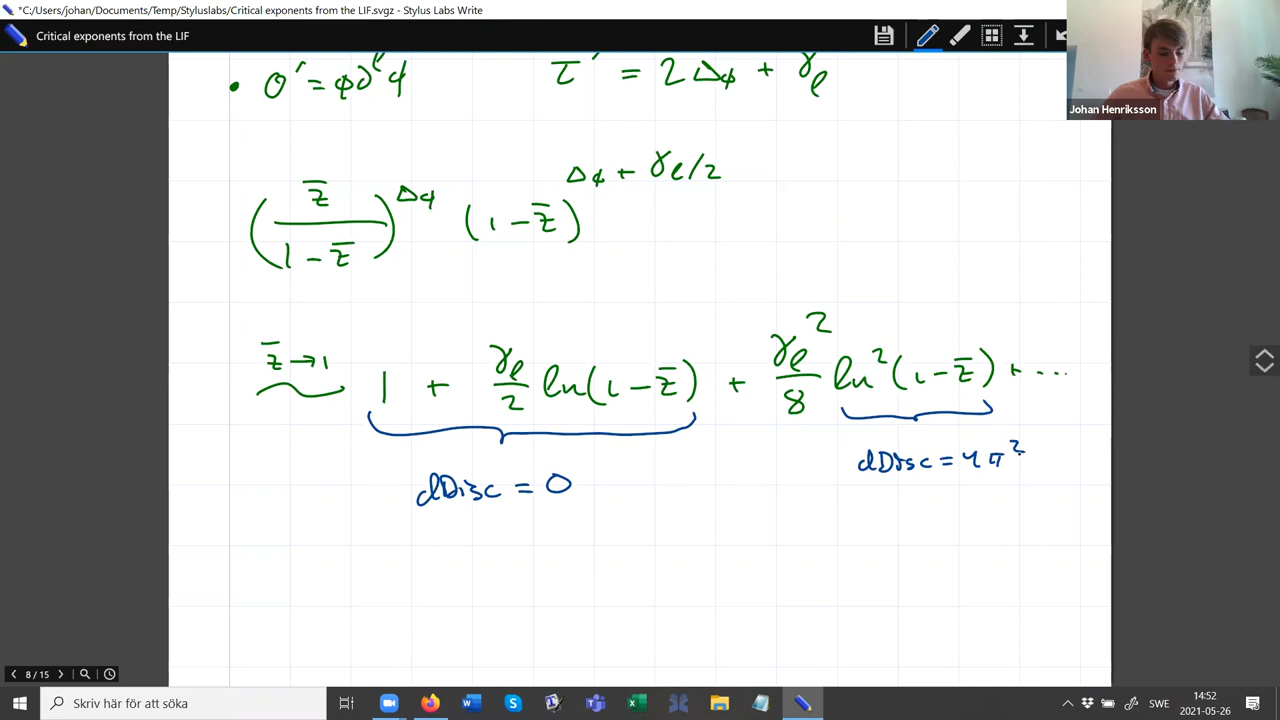 *C:/Users/johan/Documents/Temp/Styluslabs/Critical exponents from the LIF.svgz - Stylus Labs Write
Critical exponents from the LIF
• O' = φ∂^ℓφ    τ' = 2Δφ + γℓ
(z̄ / (1 - z̄))^Δφ (1 - z̄)^(Δφ + γℓ/2)
z̄→1 1 + γℓ/2 ln(1 - z̄) + γℓ²/8 ln²(1 - z̄) + ...
dDisc = 0    dDisc = 4π²
Johan Henriksson
8 / 15
Skriv här för att söka
SWE
14:52
2021-05-26